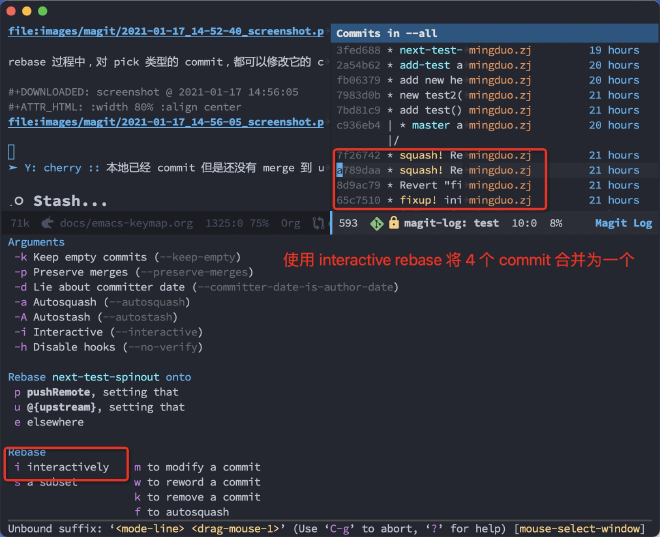 file:images/magit/2021-01-17_14-52-40_screenshot.p
rebase 过程中，对 pick 类型的 commit，都可以修改它的 c
#+DOWNLOADED: screenshot @ 2021-01-17 14:56:05
#+ATTR_HTML: :width 80% :align center
file:images/magit/2021-01-17_14-56-05_screenshot.p
► Y: cherry :: 本地已经 commit 但是还没有 merge 到 u
Stash...
71k docs/emacs-keymap.org 1325:0 75% Org
Commits in --all
3fed688 * next-test- mingduo.zj 19 hours
2a54b62 * add-test a mingduo.zj 20 hours
fb06379 * add new he mingduo.zj 20 hours
7983d0b * new test2( mingduo.zj 21 hours
7bd81c9 * add test() mingduo.zj 21 hours
c936eb4 | * master a mingduo.zj 20 hours
|/
7f26742 * squash! Re mingduo.zj 21 hours
a789daa * squash! Re mingduo.zj 21 hours
8d9ac79 * Revert "fi mingduo.zj 21 hours
65c7510 * fixup! ini mingduo.zj 21 hours
593 magit-log: test 10:0 8% Magit Log
Arguments
-k Keep empty commits (--keep-empty)
-p Preserve merges (--preserve-merges)
-d Lie about committer date (--committer-date-is-author-date)
-a Autosquash (--autosquash)
-A Autostash (--autostash)
-i Interactive (--interactive)
-h Disable hooks (--no-verify)
使用 interactive rebase 将 4 个 commit 合并为一个
Rebase next-test-spinout onto
p pushRemote, setting that
u @{upstream}, setting that
e elsewhere
Rebase
i interactively m to modify a commit
s a subset w to reword a commit
k to remove a commit
f to autosquash
Unbound suffix: ‘<mode-line> <drag-mouse-1>’ (Use ‘C-g’ to abort, ‘?’ for help) [mouse-select-window]